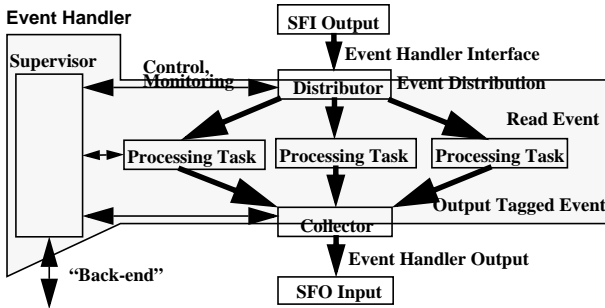 Event Handler
SFI Output
Event Handler Interface
Supervisor
Control,
Monitoring
Distributor
Event Distribution
Read Event
Processing Task
Processing Task
Processing Task
Output Tagged Event
Collector
Event Handler Output
“Back-end”
SFO Input